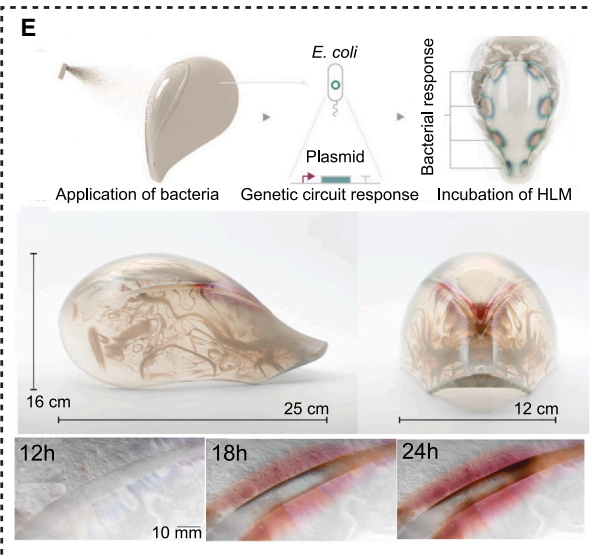 E
E. coli
Plasmid
Bacterial response
Application of bacteria
Genetic circuit response
Incubation of HLM
16 cm
25 cm
12 cm
12h
18h
24h
10 mm